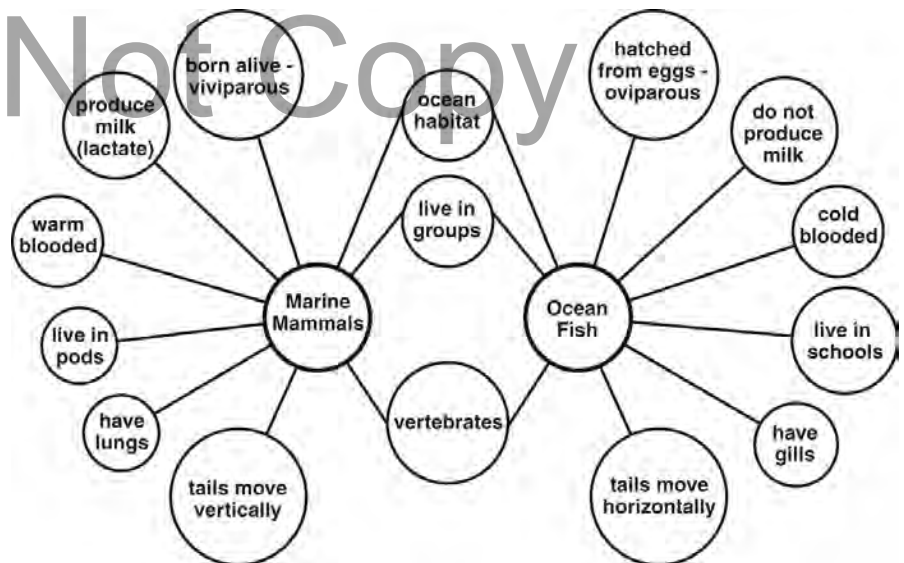 Not Copy
born alive -
viviparous
hatched
from eggs -
oviparous
produce
milk
(lactate)
ocean
habitat
do not
produce
milk
warm
blooded
live in
groups
cold
blooded
Marine
Mammals
Ocean
Fish
live in
pods
live in
schools
have
lungs
vertebrates
have
gills
tails move
vertically
tails move
horizontally